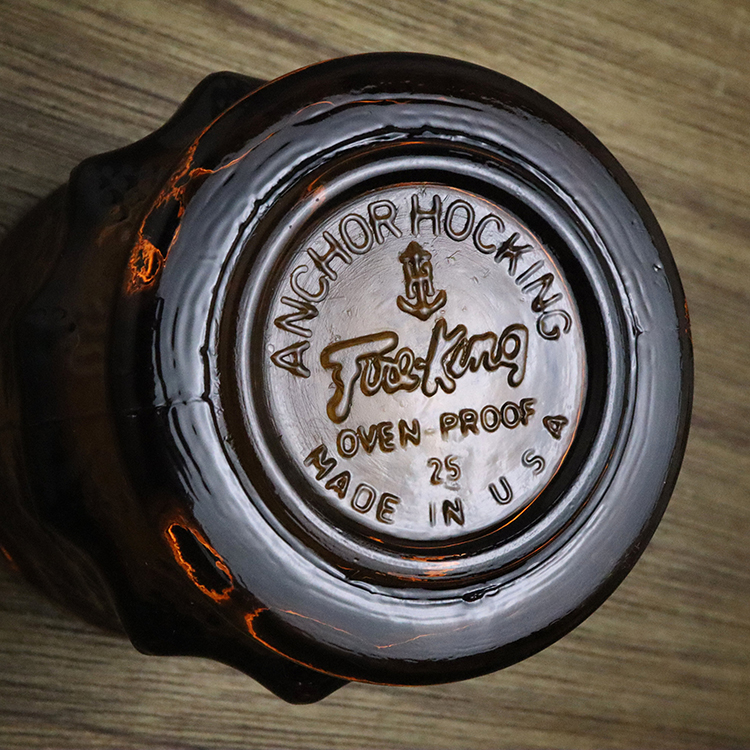 ANCHOR HOCKING
H
Fire-King
OVEN-PROOF
25
MADE IN USA